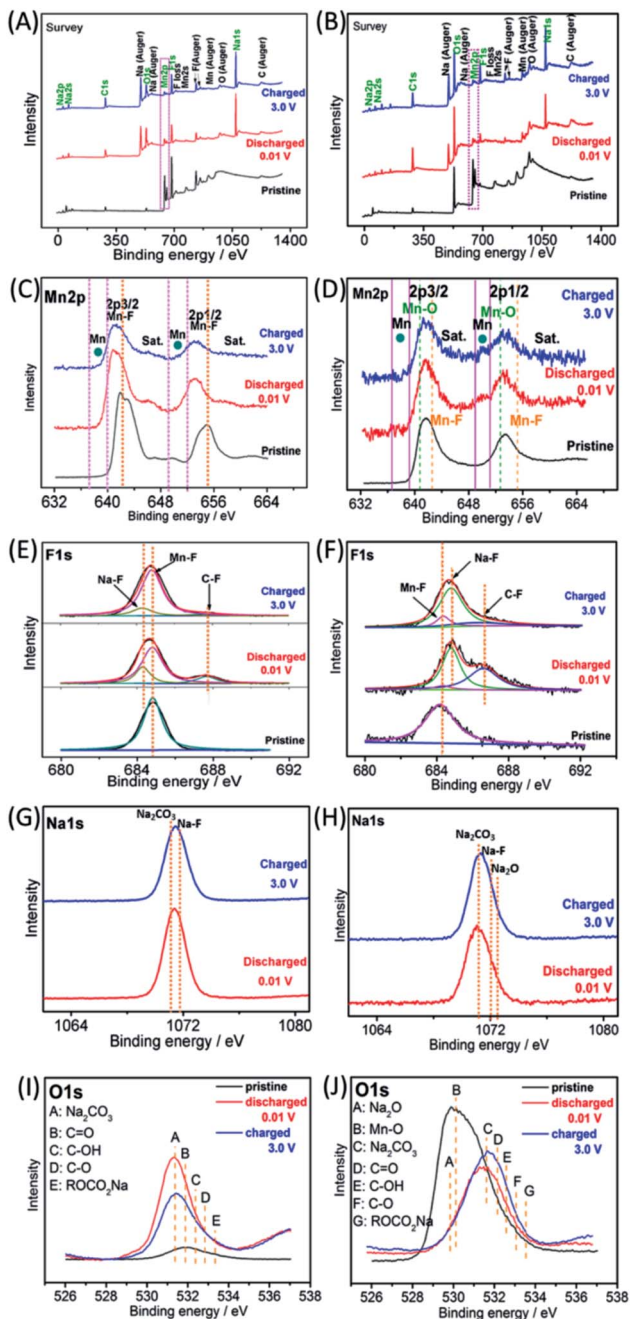 (A)
Survey
Na2p
Na2s
C1s
Na (Auger)
O1s
Na (Auger)
Mn2p
F1s
F loss
Mn2s
F(Auger)
Mn (Auger)
O (Auger)
Na1s
C (Auger)
Charged
3.0 V
Discharged
0.01 V
Pristine
Intensity
0 350 700 1050 1400
Binding energy / eV
(B)
Survey
Na2p
Na2s
C1s
Na (Auger)
O1s
Na (Auger)
Mn2p
F1s
F loss
Mn2s
F (Auger)
Mn (Auger)
O (Auger)
Na1s
C (Auger)
Charged
3.0 V
Discharged
0.01 V
Pristine
Intensity
0 350 700 1050 1400
Binding energy / eV
(C)
Mn2p
2p3/2
Mn-F
Mn
Sat.
2p1/2
Mn-F
Mn
Sat.
Charged
3.0 V
Discharged
0.01 V
Pristine
Intensity
632 640 648 656 664
Binding energy / eV
(D)
Mn2p
2p3/2
Mn-O
Mn
Sat.
2p1/2
Mn-O
Mn
Sat.
Charged
3.0 V
Discharged
0.01 V
Mn-F
Mn-F
Pristine
Intensity
632 640 648 656 664
Binding energy / eV
(E)
F1s
Na-F
Mn-F
C-F
Charged
3.0 V
Discharged
0.01 V
Pristine
Intensity
680 684 688 692
Binding energy / eV
(F)
F1s
Mn-F
Na-F
C-F
Charged
3.0 V
Discharged
0.01 V
Pristine
Intensity
680 684 688 692
Binding energy / eV
(G)
Na1s
Na₂CO₃
Na-F
Charged
3.0 V
Discharged
0.01 V
Intensity
1064 1072 1080
Binding energy / eV
(H)
Na1s
Na₂CO₃
Na-F
Na₂O
Charged
3.0 V
Discharged
0.01 V
Intensity
1064 1072 1080
Binding energy / eV
(I)
O1s
A: Na₂CO₃
B: C=O
C: C-OH
D: C-O
E: ROCO₂Na
pristine
discharged
0.01 V
charged
3.0 V
A
B
C
D
E
Intensity
526 528 530 532 534 536 538
Binding energy / eV
(J)
O1s
A: Na₂O
B: Mn-O
C: Na₂CO₃
D: C=O
E: C-OH
F: C-O
G: ROCO₂Na
pristine
discharged
0.01 V
charged
3.0 V
B
C
D
A
E
F
G
Intensity
526 528 530 532 534 536 538
Binding energy / eV